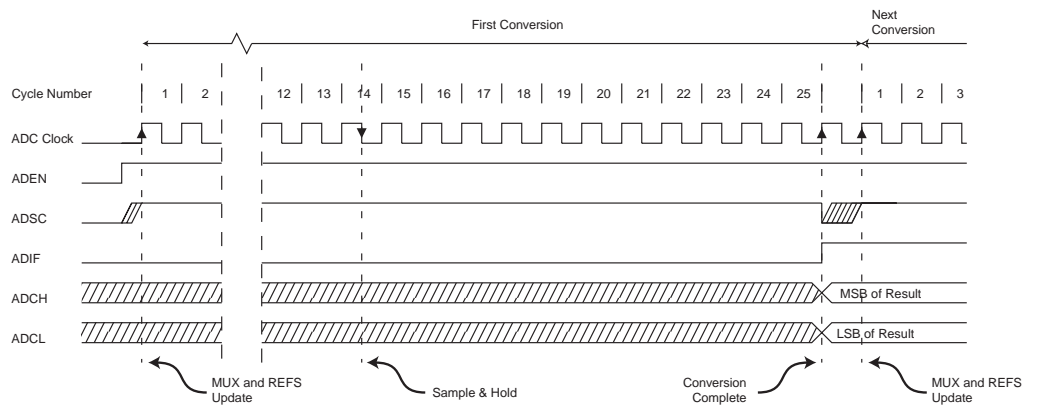 First Conversion
Next
Conversion
Cycle Number 1 2 12 13 14 15 16 17 18 19 20 21 22 23 24 25 1 2 3
ADC Clock
ADEN
ADSC
ADIF
ADCH MSB of Result
ADCL LSB of Result
MUX and REFS
Update
Sample & Hold
Conversion
Complete
MUX and REFS
Update